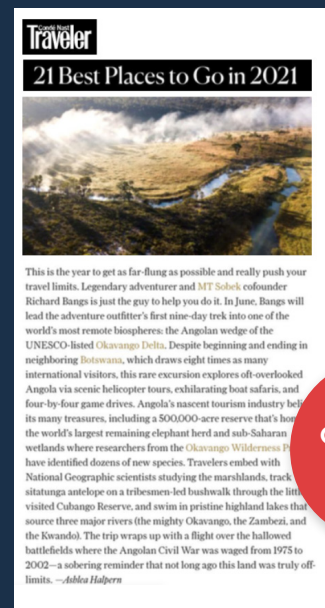 Condé Nast
Traveler
21 Best Places to Go in 2021
This is the year to get as far-flung as possible and really push your
travel limits. Legendary adventurer and MT Sobek cofounder
Richard Bangs is just the guy to help you do it. In June, Bangs will
lead the adventure outfitter's first nine-day trek into one of the
world's most remote biospheres: the Angolan wedge of the
UNESCO-listed Okavango Delta. Despite beginning and ending in
neighboring Botswana, which draws eight times as many
international visitors, this rare excursion explores oft-overlooked
Angola via scenic helicopter tours, exhilarating boat safaris, and
four-by-four game drives. Angola's nascent tourism industry
its many treasures, including a 500,000-acre reserve that's
the world's largest remaining elephant herd and sub-Saharan
wetlands where researchers from the Okavango Wilderness
have identified dozens of new species. Travelers embed with
National Geographic scientists studying the marshlands, track
sitatunga antelope on a tribesmen-led bushwalk through the
visited Cubango Reserve, and swim in pristine highland lakes that
source three major rivers (the mighty Okavango, the Zambezi, and
the Kwando). The trip wraps up with a flight over the hallowed
battlefields where the Angolan Civil War was waged from 1975 to
2002—a sobering reminder that not long ago this land was truly off-
limits. —Ashlea Halpern